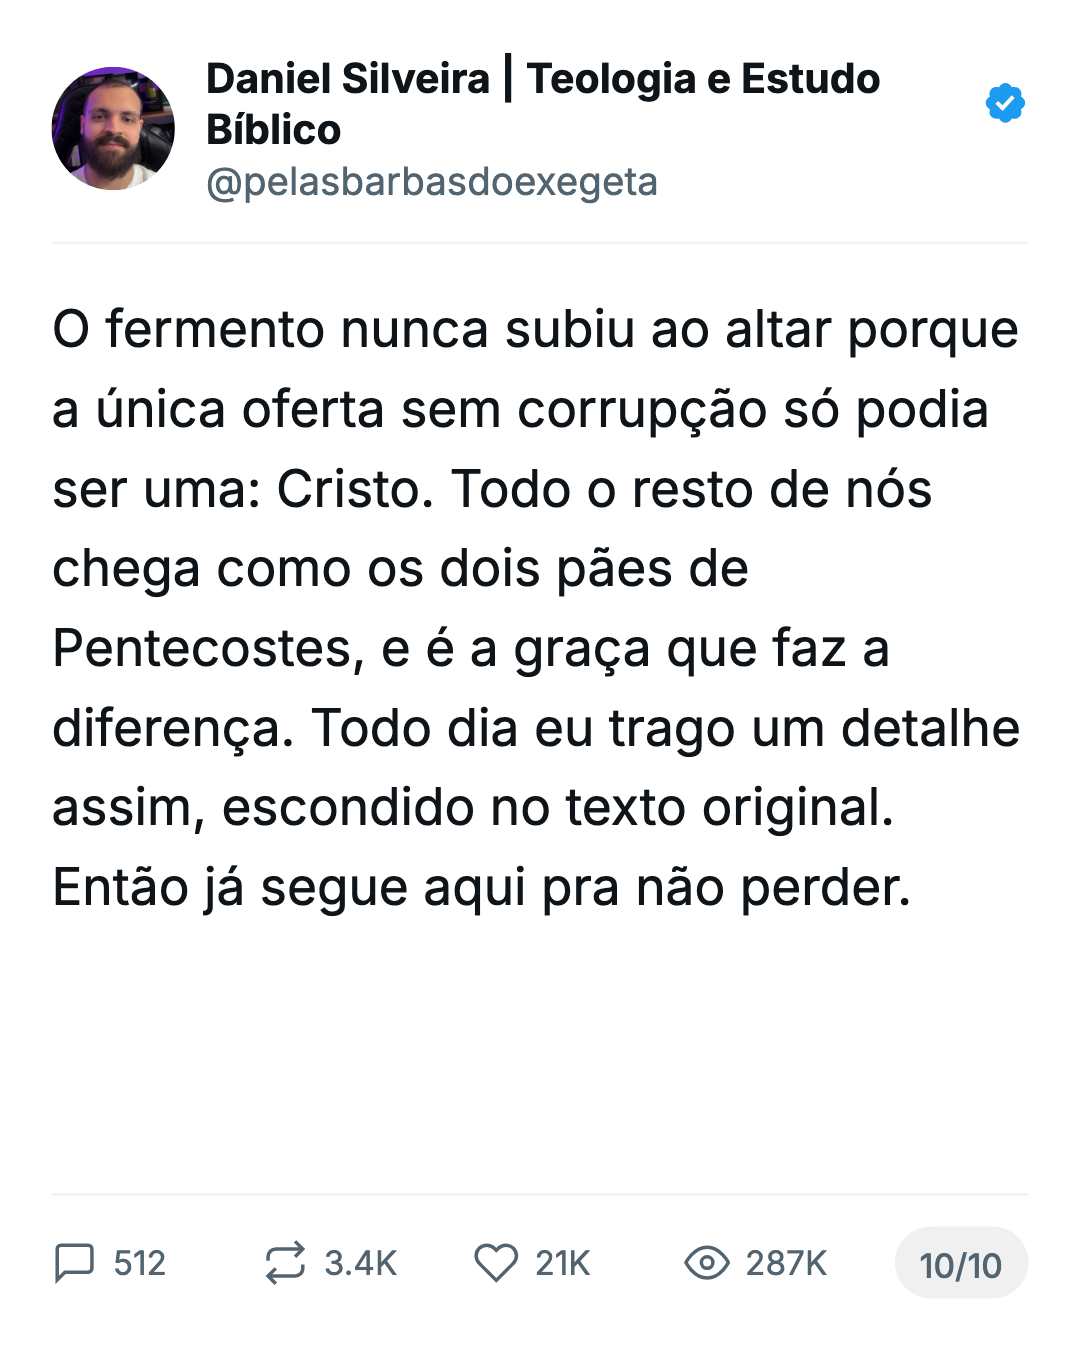 Daniel Silveira | Teologia e Estudo
Bíblico
@pelasbarbasdoexegeta
O fermento nunca subiu ao altar porque
a única oferta sem corrupção só podia
ser uma: Cristo. Todo o resto de nós
chega como os dois pães de
Pentecostes, e é a graça que faz a
diferença. Todo dia eu trago um detalhe
assim, escondido no texto original.
Então já segue aqui pra não perder.
512 3.4K 21K 287K 10/10